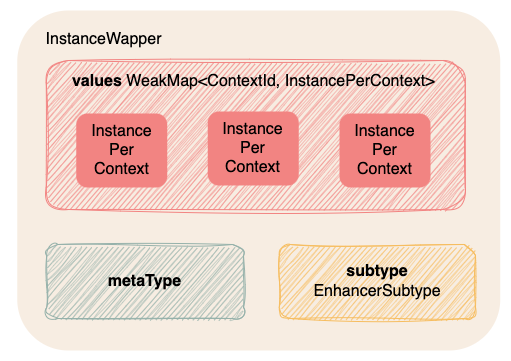 InstanceWapper
values WeakMap<ContextId, InstancePerContext>
Instance
Per
Context
Instance
Per
Context
Instance
Per
Context
metaType
subtype
EnhancerSubtype